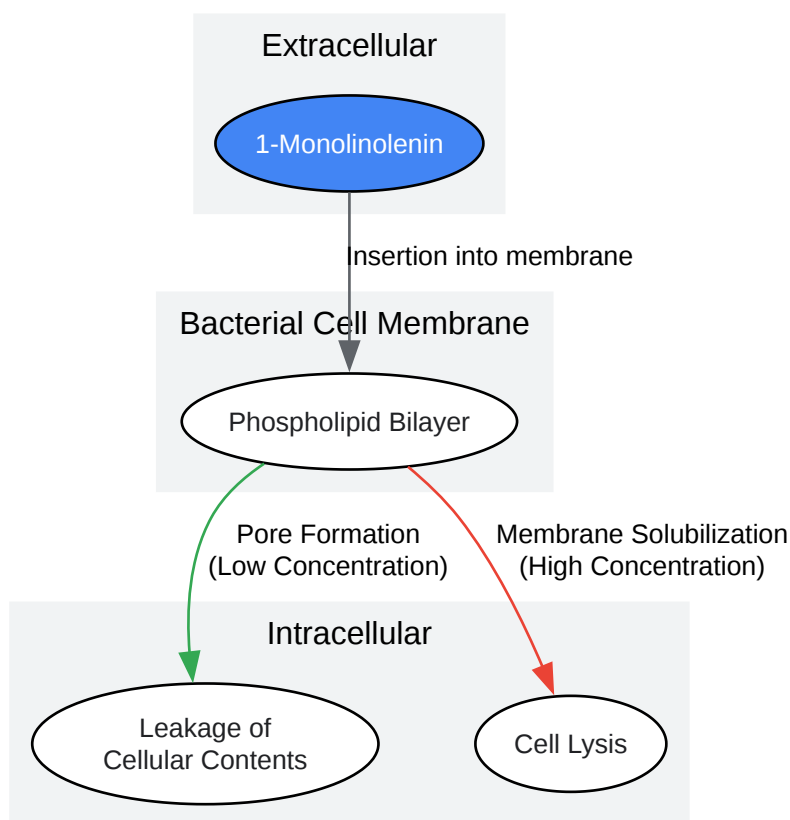 Extracellular
1-Monolinolenin
Insertion into membrane
Bacterial Cell Membrane
Phospholipid Bilayer
Pore Formation
(Low Concentration)
Membrane Solubilization
(High Concentration)
Intracellular
Leakage of
Cellular Contents
Cell Lysis